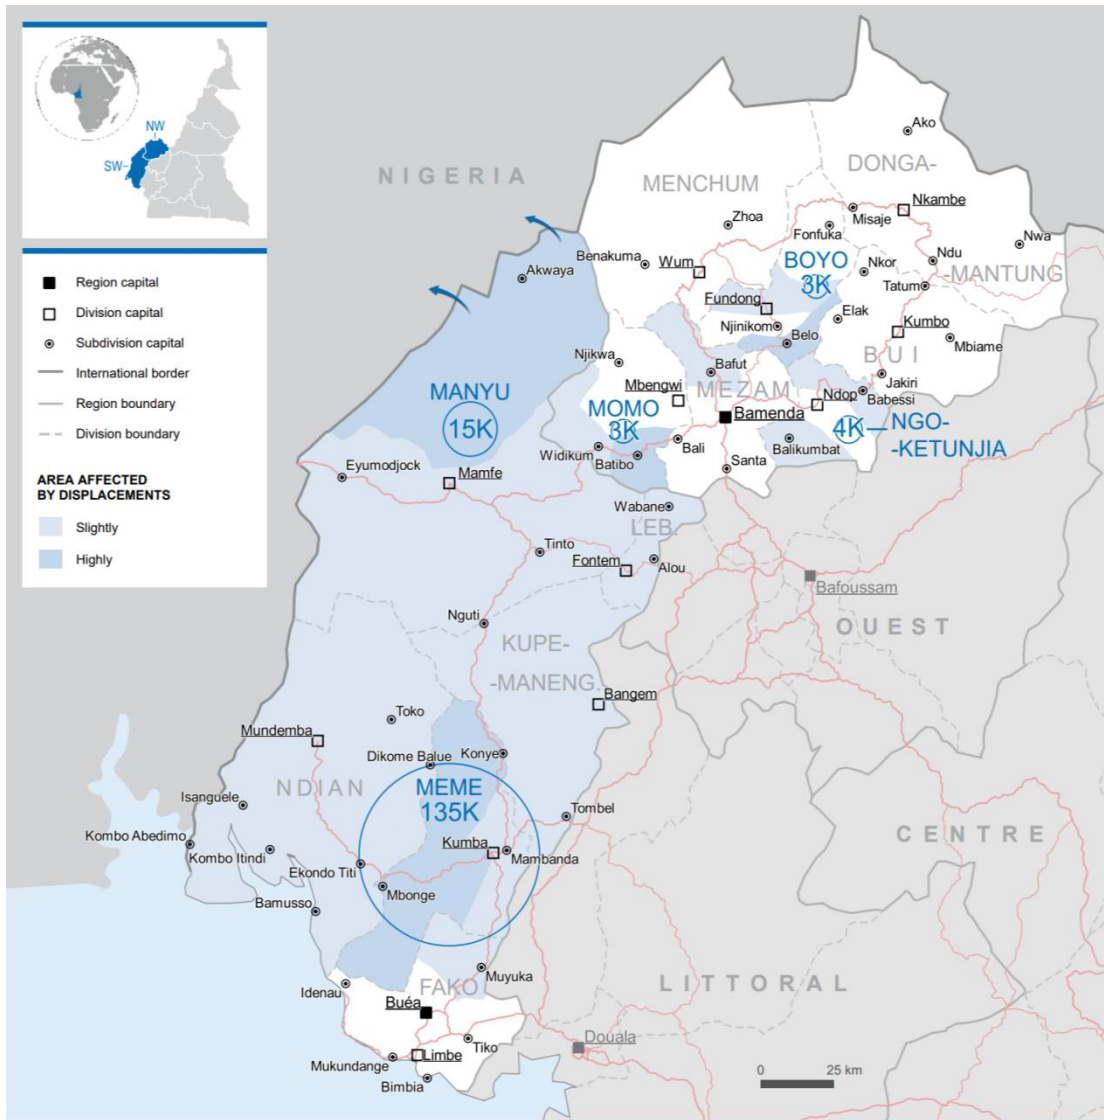 NW
SW
Region capital
Division capital
Subdivision capital
International border
Region boundary
Division boundary
AREA AFFECTED
BY DISPLACEMENTS
Slightly
Highly
NIGERIA
Ako
DONGA-
MENCHUM
Nkambe
Misaje
Zhoa
Fonfuka
Nwa
Benakuma
Wum
BOYO
3K
Nkor
Ndu
-MANTUNG
Akwaya
Tatum
Fundong
Elak
Kumbo
Njinikom
Belo
Mbiame
Njikwa
BUI
Bafut
Jakiri
MANYU
15K
Mbengwi
MEZAM
Ndop
Babessi
MOMO
3K
Bamenda
4K
NGO-
-KETUNJIA
Widikum
Batibo
Bali
Balikumbat
Eyumodjock
Mamfe
Santa
Wabane
LEB.
Tinto
Fontem
Alou
Bafoussam
Nguti
OUEST
KUPE-
-MANENG.
Bangem
Toko
Mundemba
Dikome Balue
Konye
NDIAN
MEME
135K
Isanguele
Tombel
Kombo Abedimo
Kombo Itindi
Kumba
Mambanda
CENTRE
Ekondo Titi
Mbonge
Bamusso
Muyuka
Idenau
FAKO
LITTORAL
Buéa
Tiko
Douala
Mukundange
Limbe
Bimbia
0
25 km